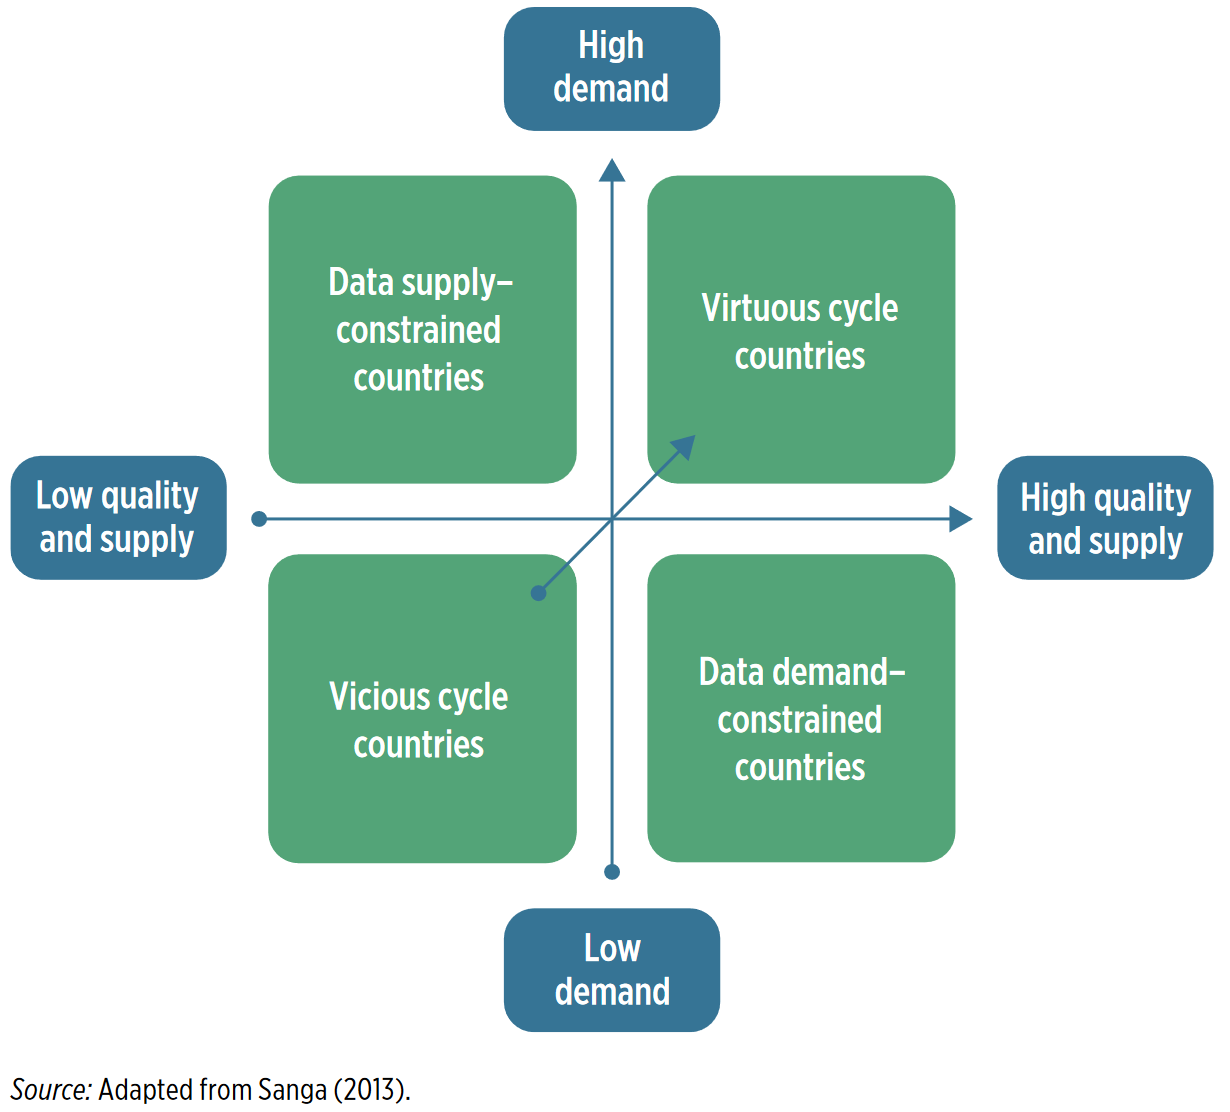 High
demand
Data supply–
constrained
countries
Virtuous cycle
countries
Low quality
and supply
High quality
and supply
Vicious cycle
countries
Data demand–
constrained
countries
Low
demand
Source: Adapted from Sanga (2013).